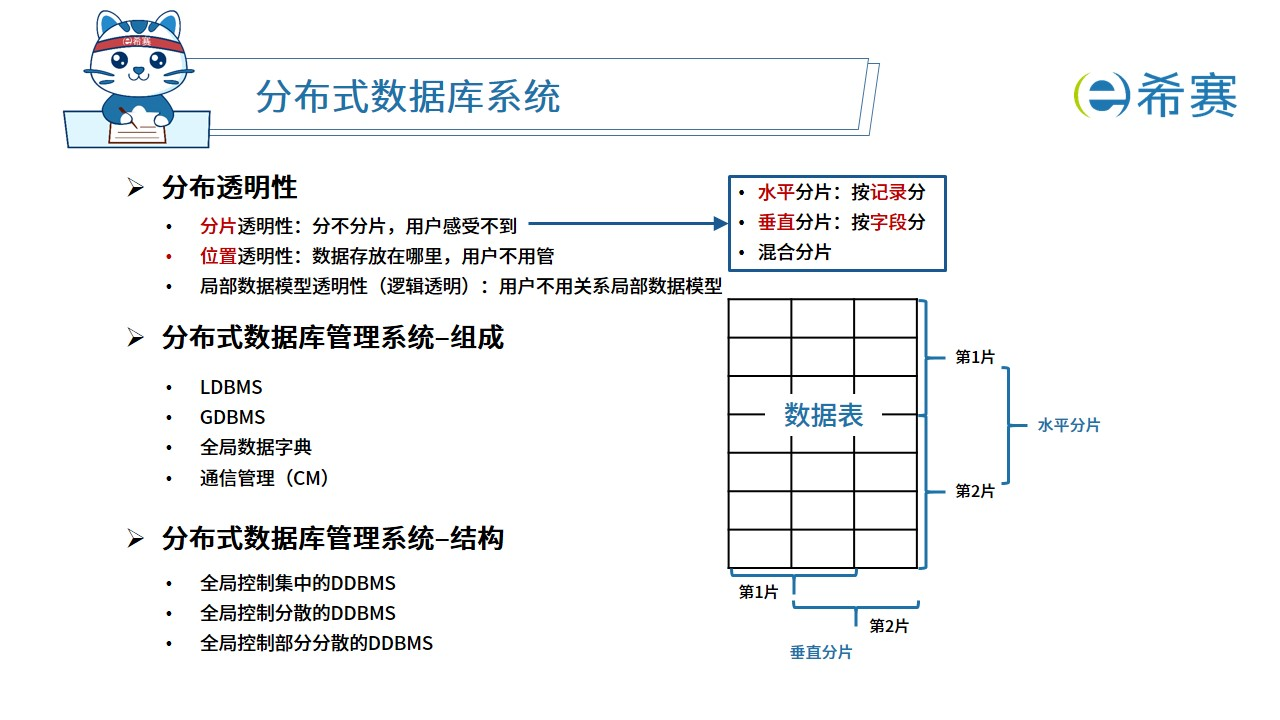 希赛
分布式数据库系统
希赛
分布透明性
分片透明性：分不分片，用户感受不到
位置透明性：数据存放在哪里，用户不用管
局部数据模型透明性（逻辑透明）：用户不用关系局部数据模型
水平分片：按记录分
垂直分片：按字段分
混合分片
分布式数据库管理系统–组成
LDBMS
GDBMS
全局数据字典
通信管理（CM）
分布式数据库管理系统–结构
全局控制集中的DDBMS
全局控制分散的DDBMS
全局控制部分分散的DDBMS
数据表
第1片
水平分片
第2片
第1片
第2片
垂直分片